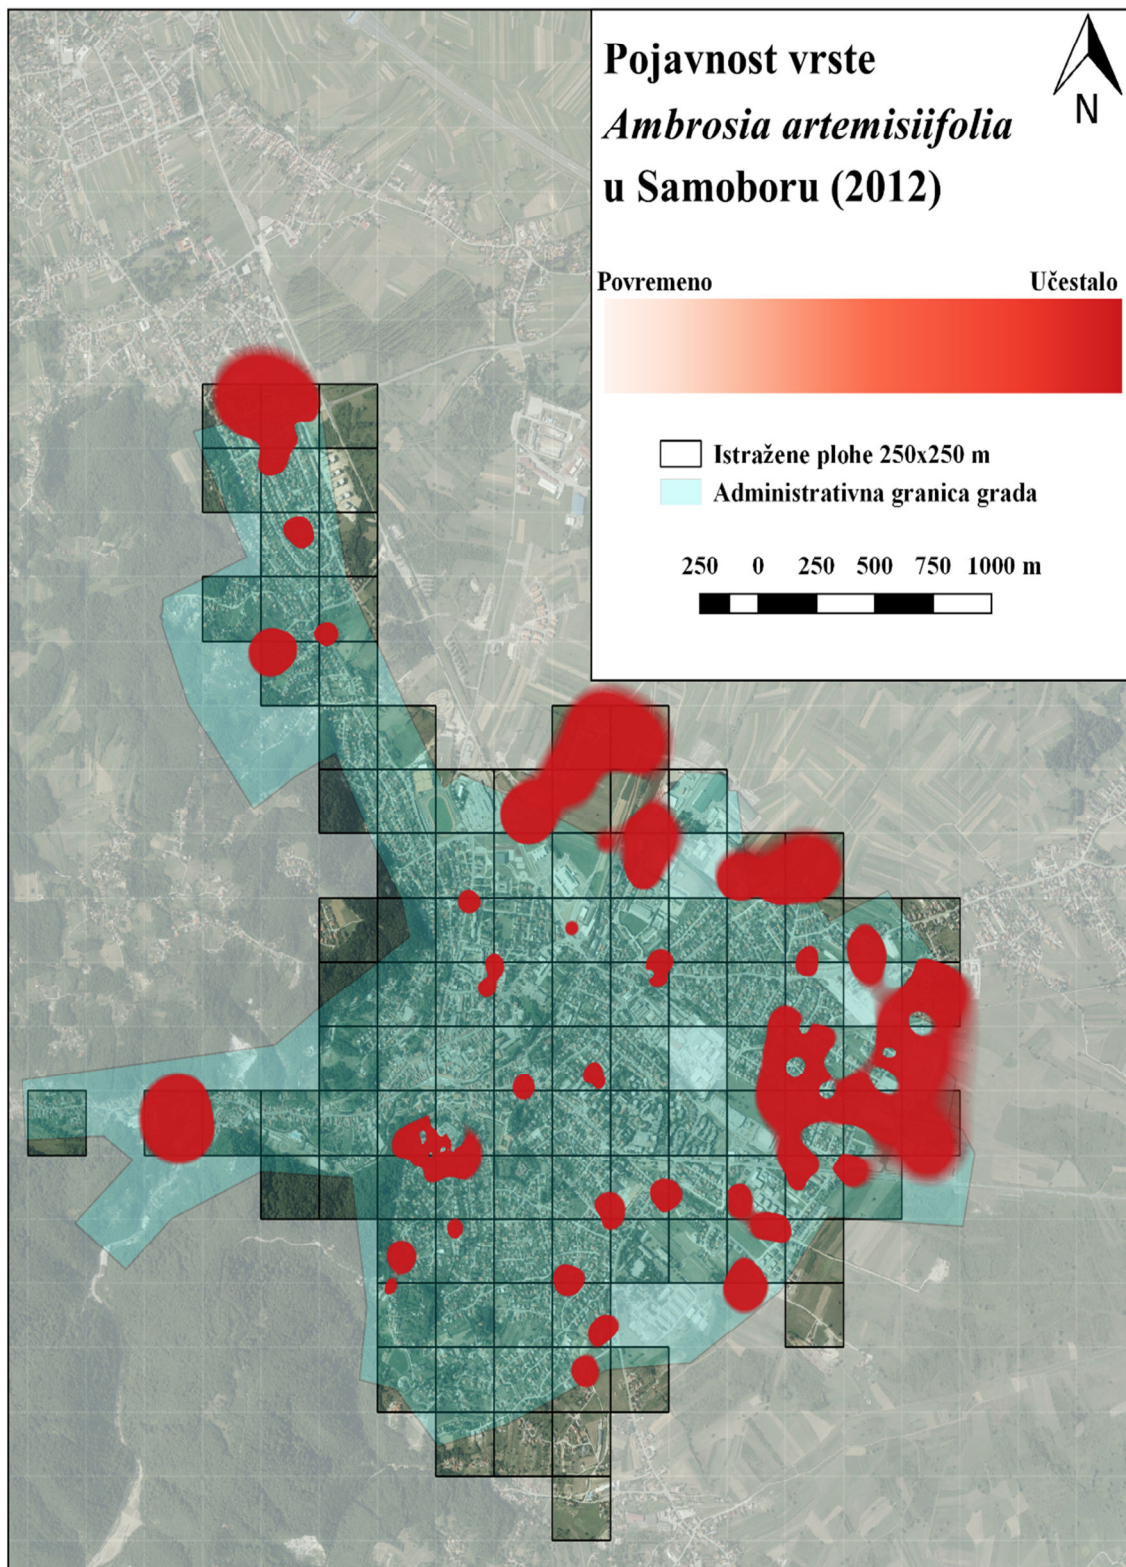 Pojavnost vrste
Ambrosia artemisiifolia
u Samoboru (2012)
N
Povremeno Učestalo
Istražene plohe 250x250 m
Administrativna granica grada
250 0 250 500 750 1000 m